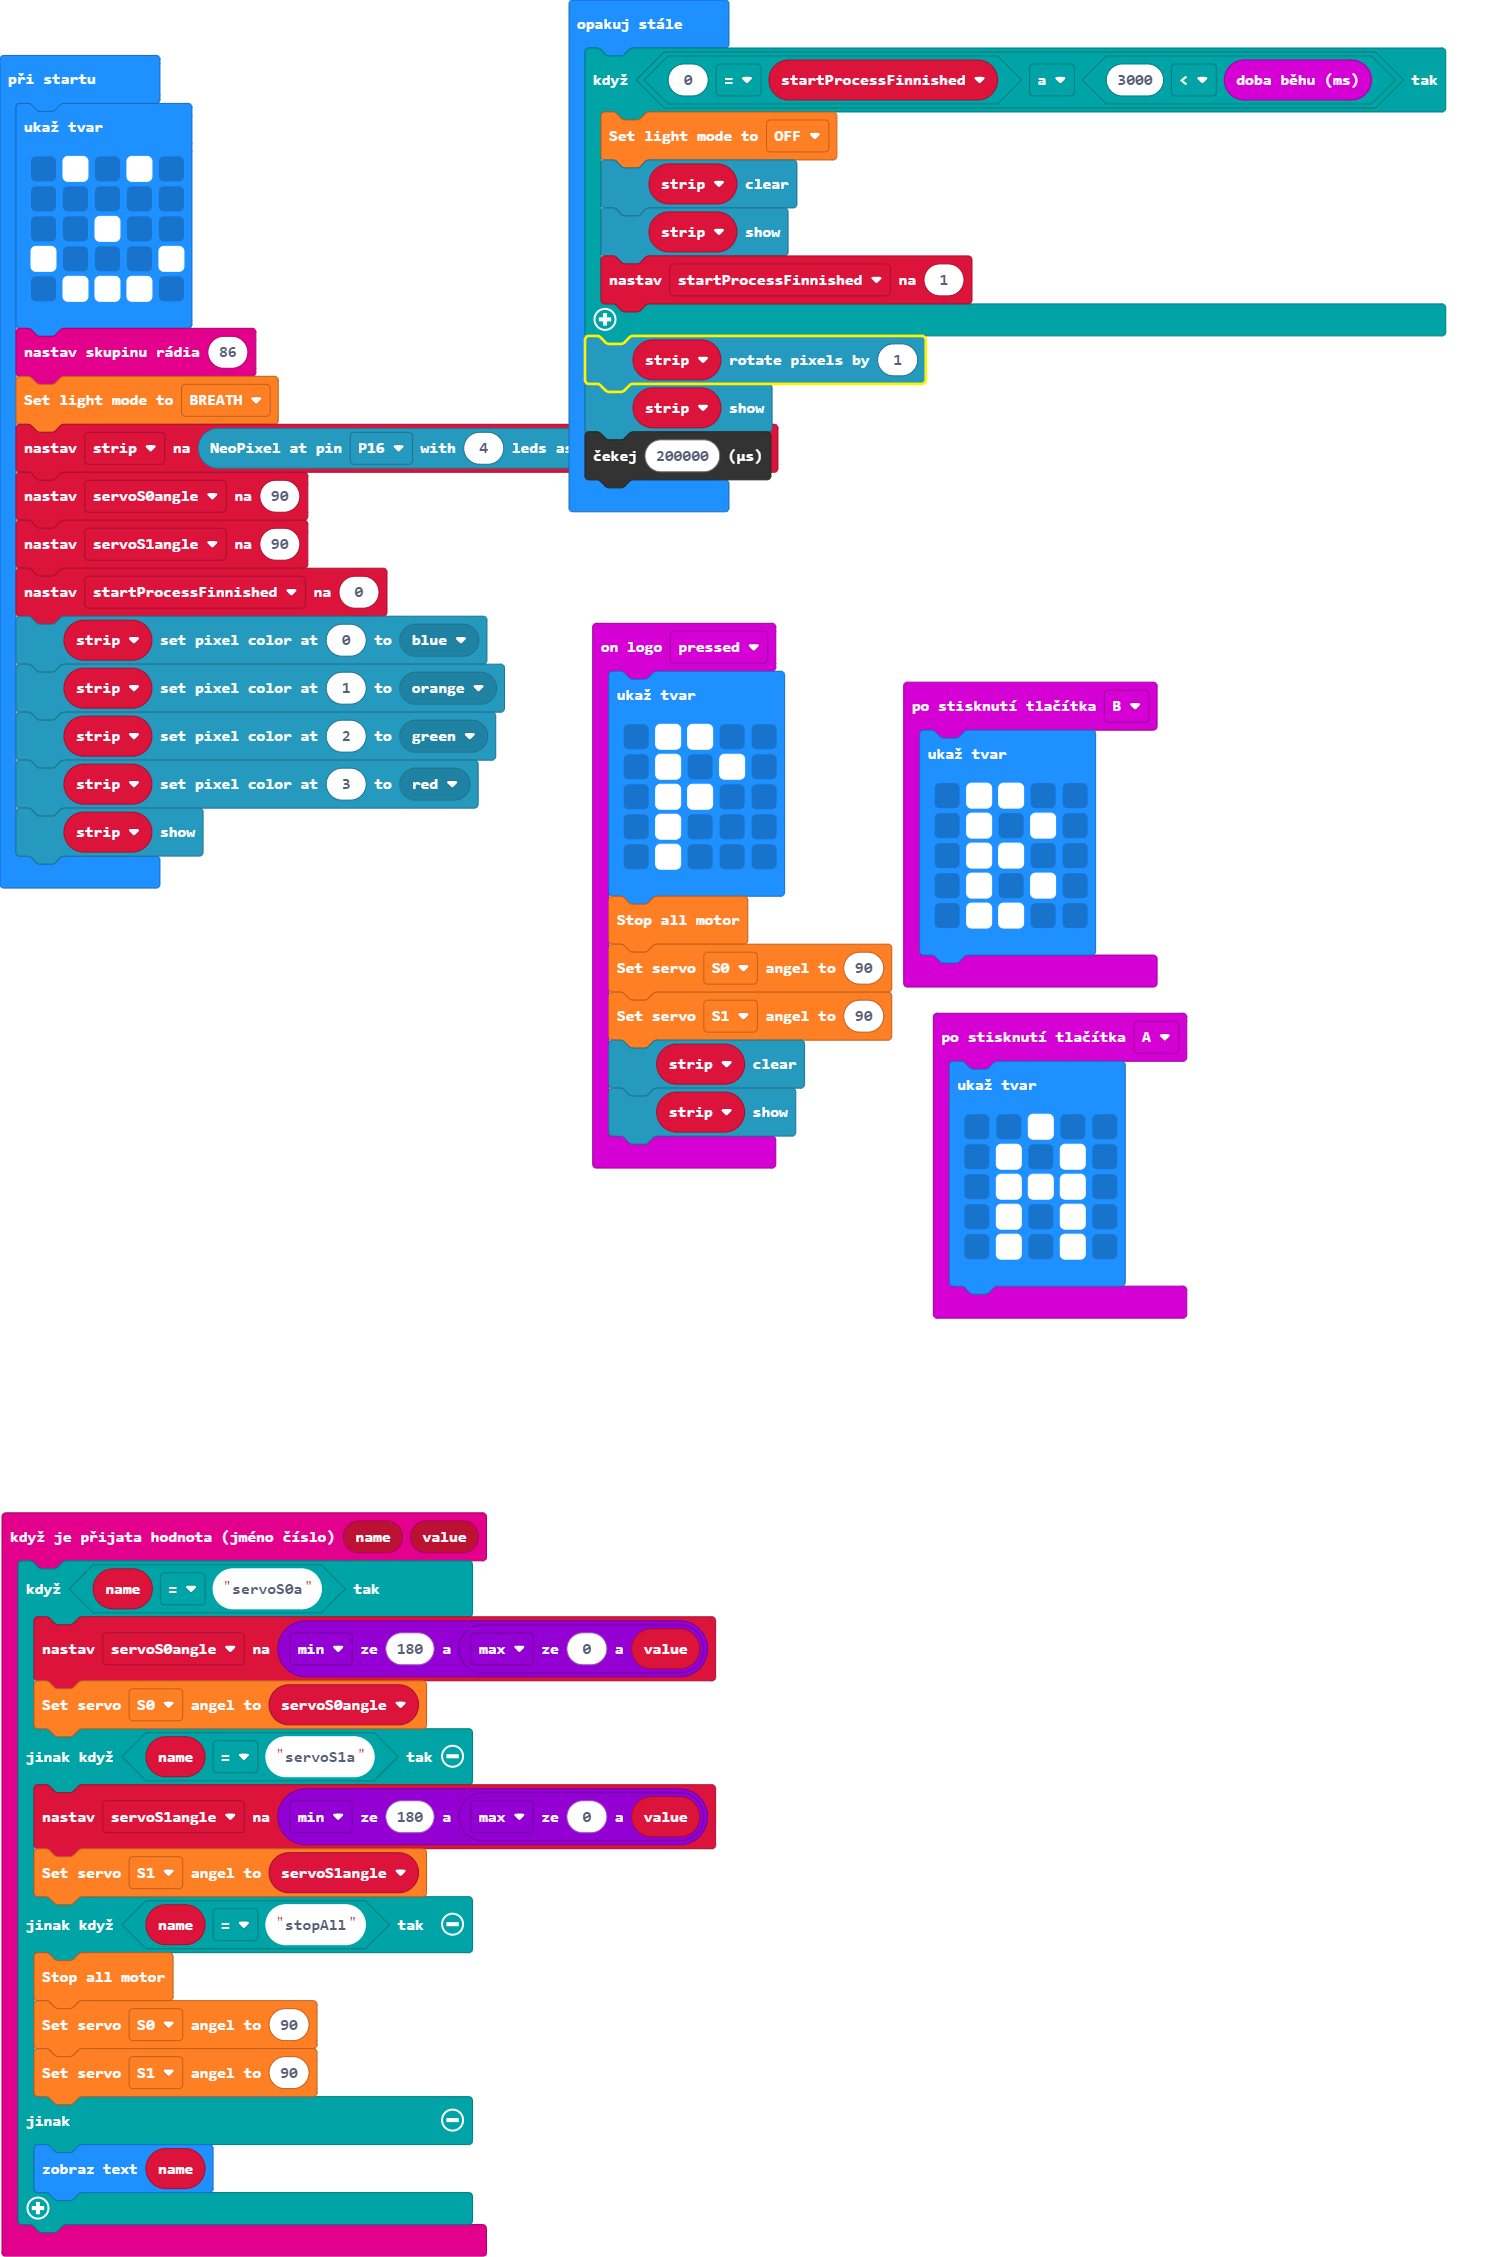 při startu
ukaž tvar
nastav skupinu rádia 86
Set light mode to BREATH
nastav strip na NeoPixel at pin P16 with 4 leds as
nastav servoS0angle na 90
nastav servoS1angle na 90
nastav startProcessFinnished na 0
strip set pixel color at 0 to blue
strip set pixel color at 1 to orange
strip set pixel color at 2 to green
strip set pixel color at 3 to red
strip show
opakuj stále
když 0 = startProcessFinnished a 3000 < doba běhu (ms) tak
Set light mode to OFF
strip clear
strip show
nastav startProcessFinnished na 1
strip rotate pixels by 1
strip show
čekej 200000 (µs)
on logo pressed
ukaž tvar
Stop all motor
Set servo S0 angel to 90
Set servo S1 angel to 90
strip clear
strip show
po stisknutí tlačítka B
ukaž tvar
po stisknutí tlačítka A
ukaž tvar
když je přijata hodnota (jméno číslo) name value
když name = "servoS0a" tak
nastav servoS0angle na min ze 180 a max ze 0 a value
Set servo S0 angel to servoS0angle
jinak když name = "servoS1a" tak
nastav servoS1angle na min ze 180 a max ze 0 a value
Set servo S1 angel to servoS1angle
jinak když name = "stopAll" tak
Stop all motor
Set servo S0 angel to 90
Set servo S1 angel to 90
jinak
zobraz text name